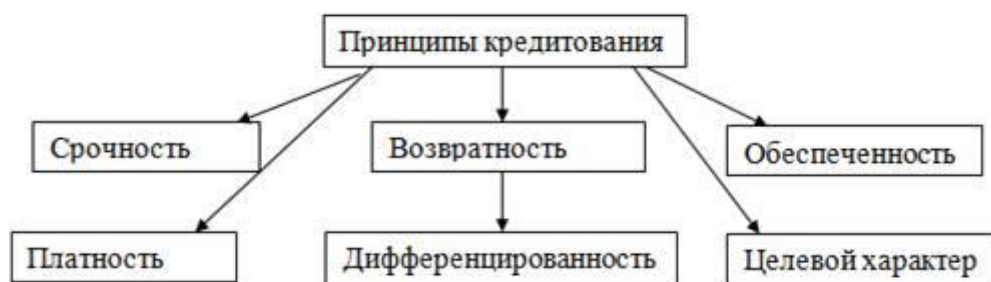 Принципы кредитования
Срочность
Возвратность
Обеспеченность
Платность
Дифференцированность
Целевой характер